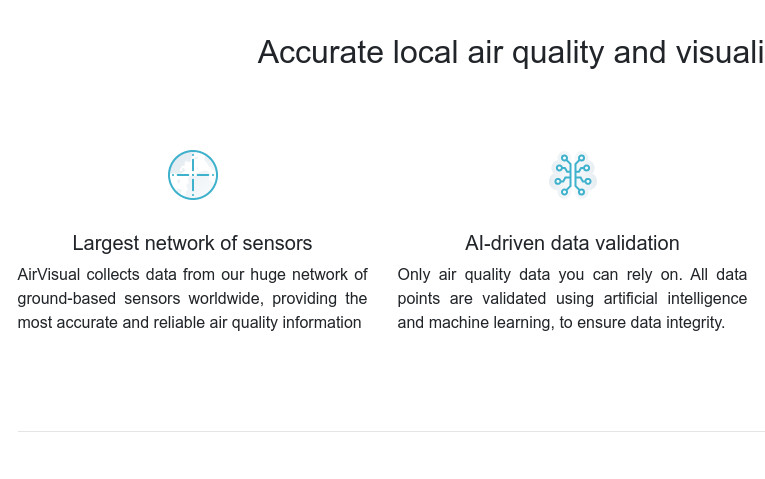 Accurate local air quality and visuali
Largest network of sensors
AirVisual collects data from our huge network of
ground-based sensors worldwide, providing the
most accurate and reliable air quality information
AI-driven data validation
Only air quality data you can rely on. All data
points are validated using artificial intelligence
and machine learning, to ensure data integrity.